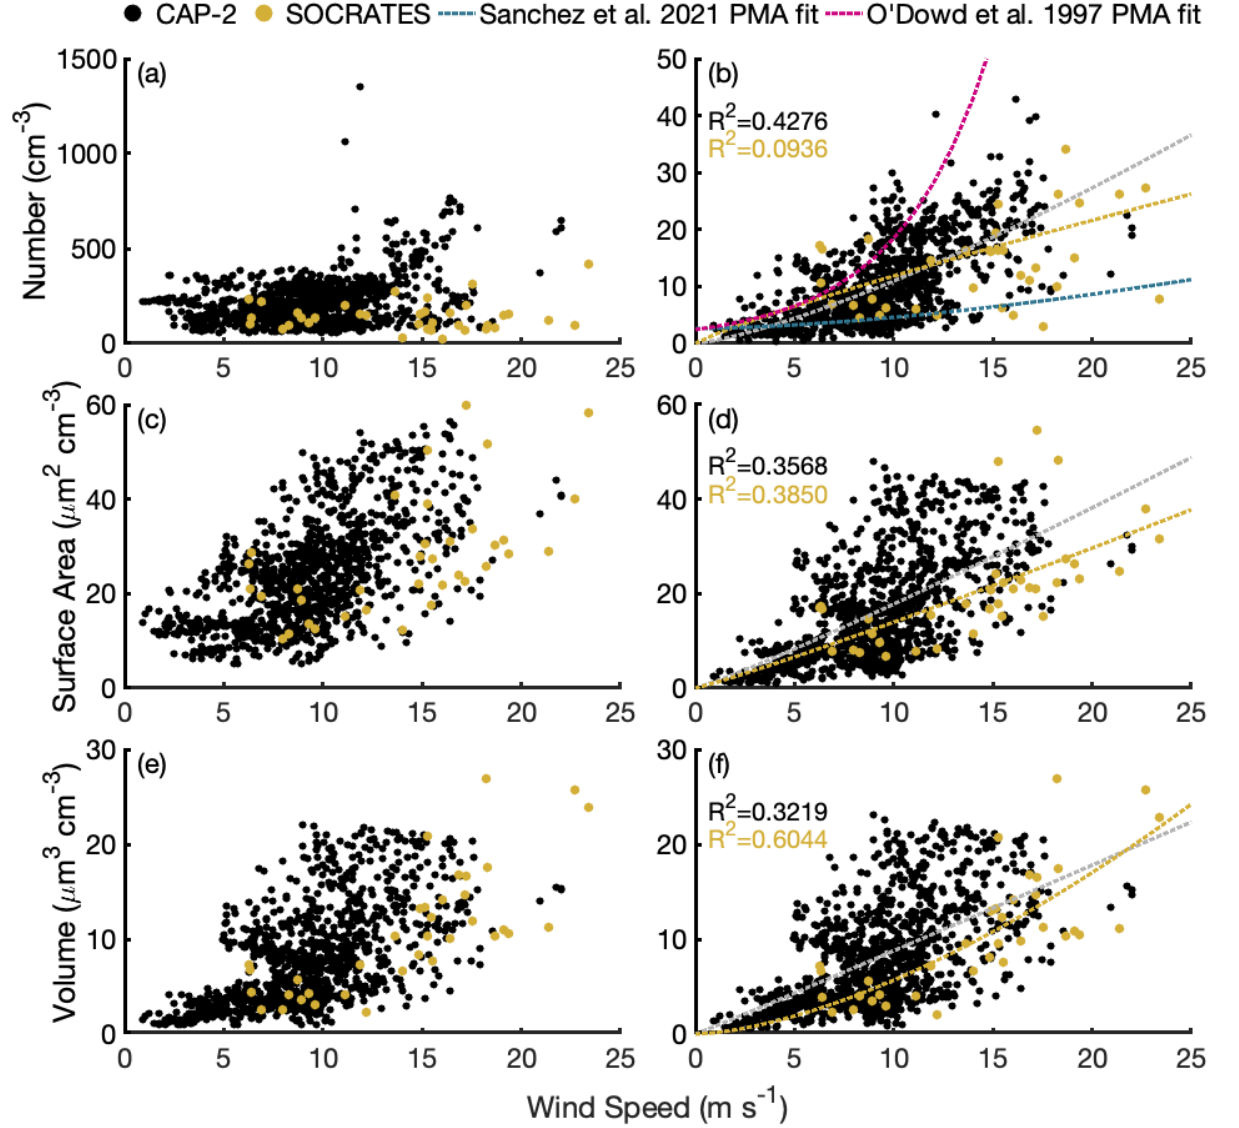 CAP-2 SOCRATES Sanchez et al. 2021 PMA fit O'Dowd et al. 1997 PMA fit
1500
1000
500
0
Number (cm⁻³)
(a)
0 5 10 15 20 25
50
40
30
20
10
0
(b)
R²=0.4276
R²=0.0936
0 5 10 15 20 25
60
40
20
0
Surface Area (μm² cm⁻³)
(c)
0 5 10 15 20 25
60
40
20
0
(d)
R²=0.3568
R²=0.3850
0 5 10 15 20 25
30
20
10
0
Volume (μm³ cm⁻³)
(e)
0 5 10 15 20 25
30
20
10
0
(f)
R²=0.3219
R²=0.6044
0 5 10 15 20 25
Wind Speed (m s⁻¹)